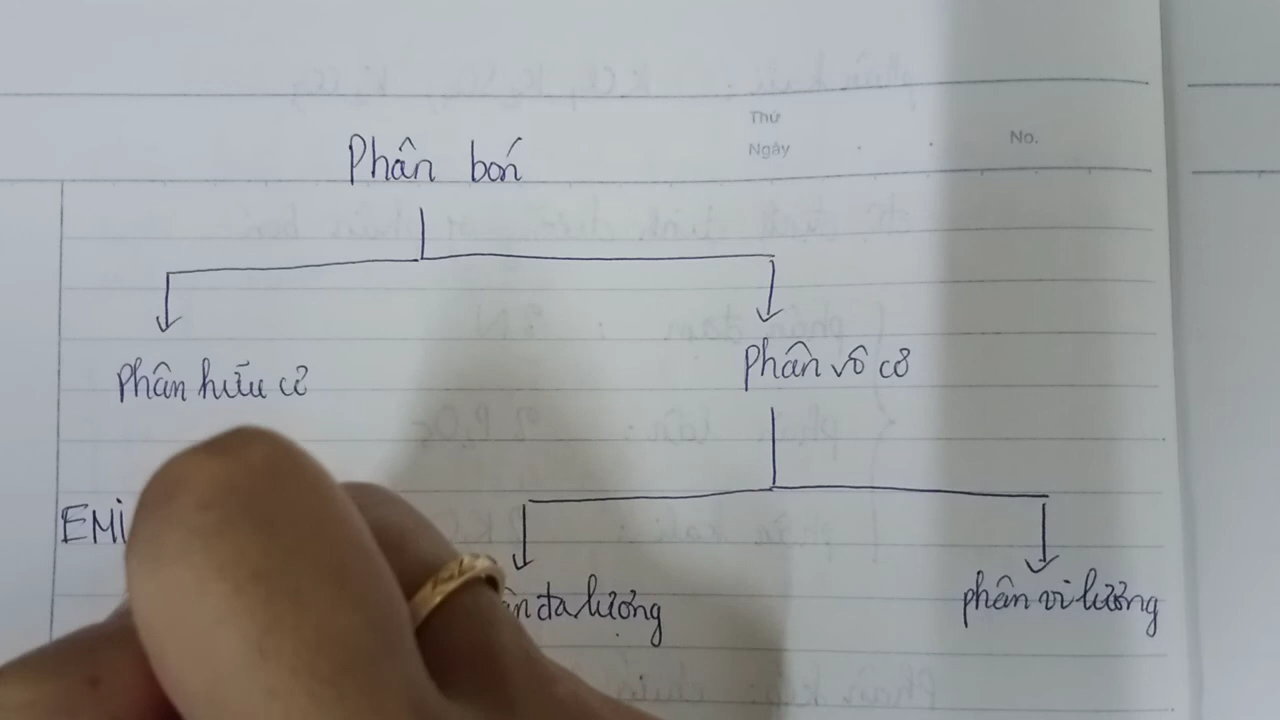 Thứ
Ngày
No.
Phân bón
Phân hữu cơ
Phân vô cơ
EMi
đa lượng
phân vi lượng